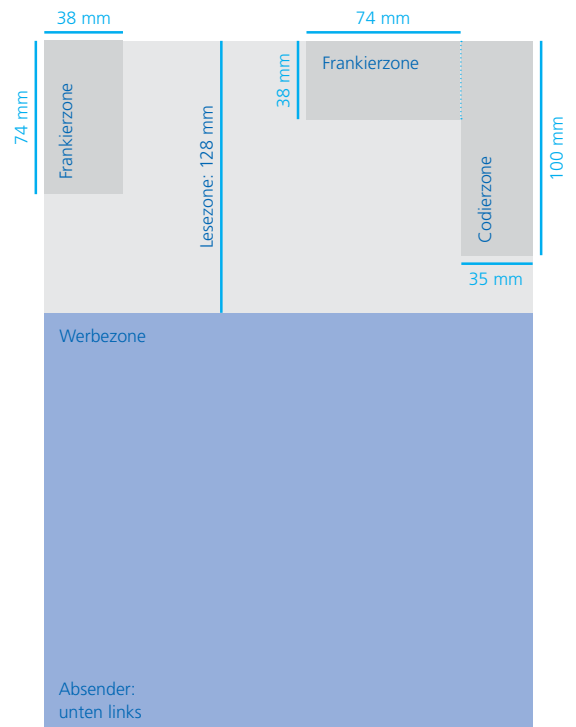 38 mm
74 mm
74 mm
Frankierzone
Lesezone: 128 mm
38 mm
Frankierzone
Codierzone
100 mm
35 mm
Werbezone
Absender:
unten links